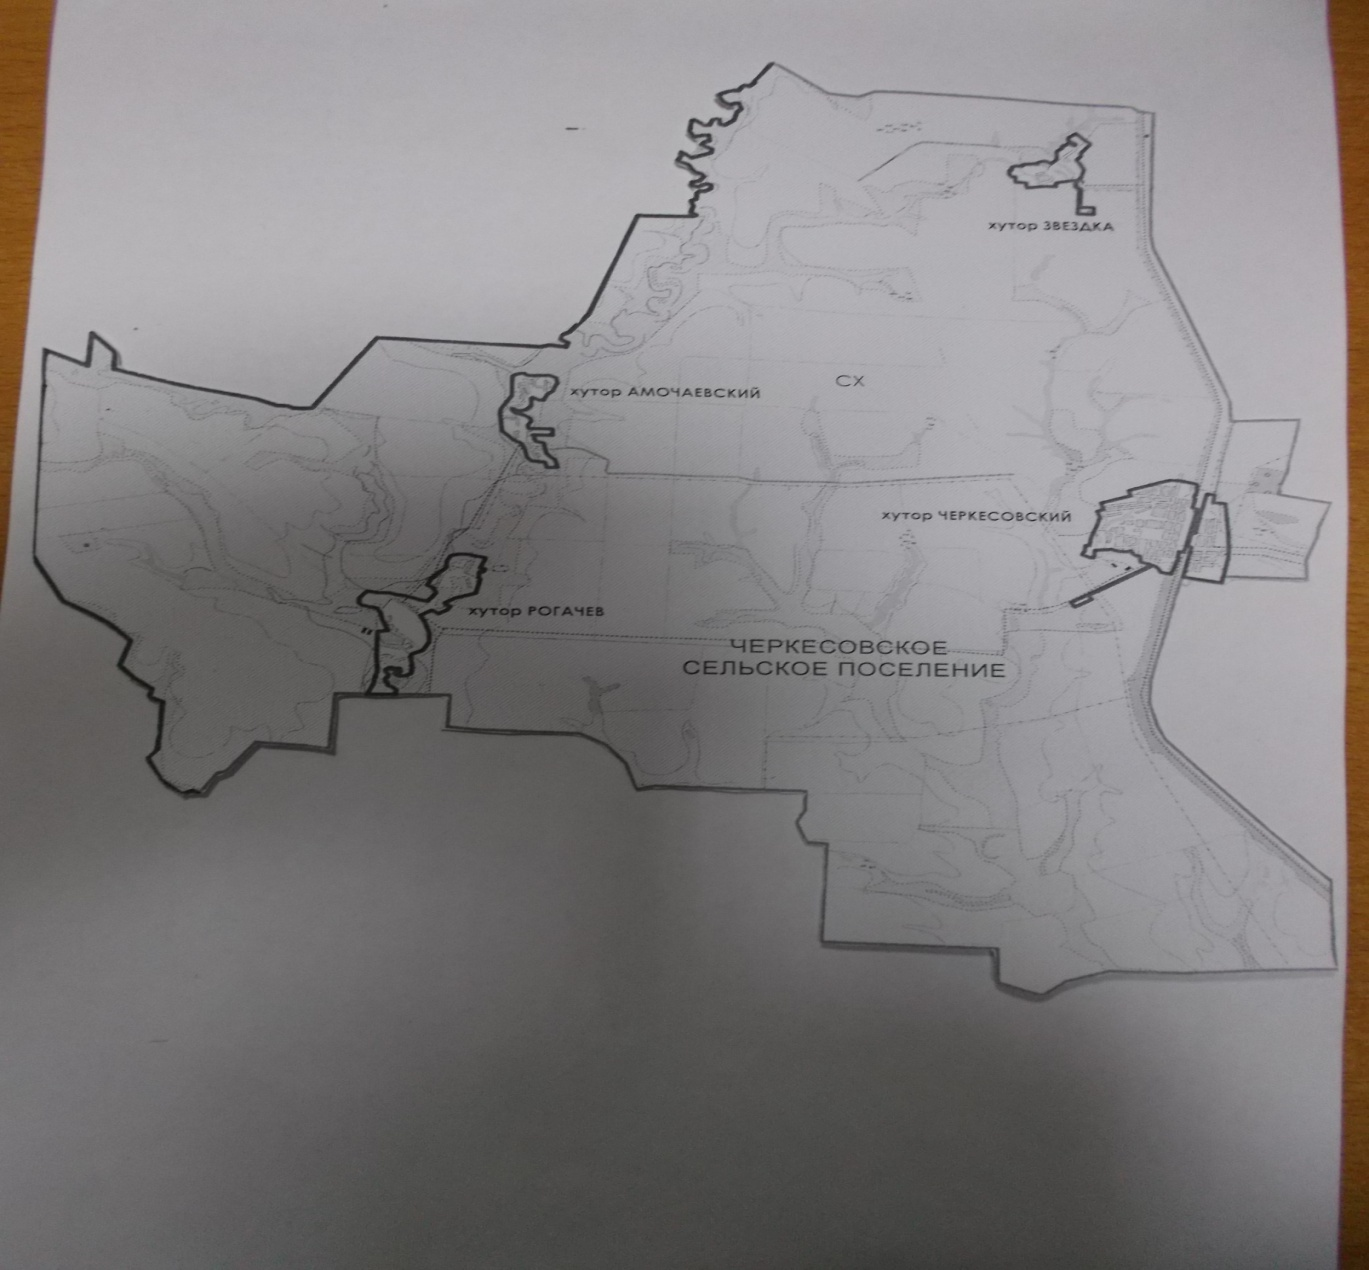 хутор ЗВЕЗДКА
хутор АМОЧАЕВСКИЙ
СХ
хутор ЧЕРКЕСОВСКИЙ
хутор РОГАЧЕВ
ЧЕРКЕСОВСКОЕ
СЕЛЬСКОЕ ПОСЕЛЕНИЕ